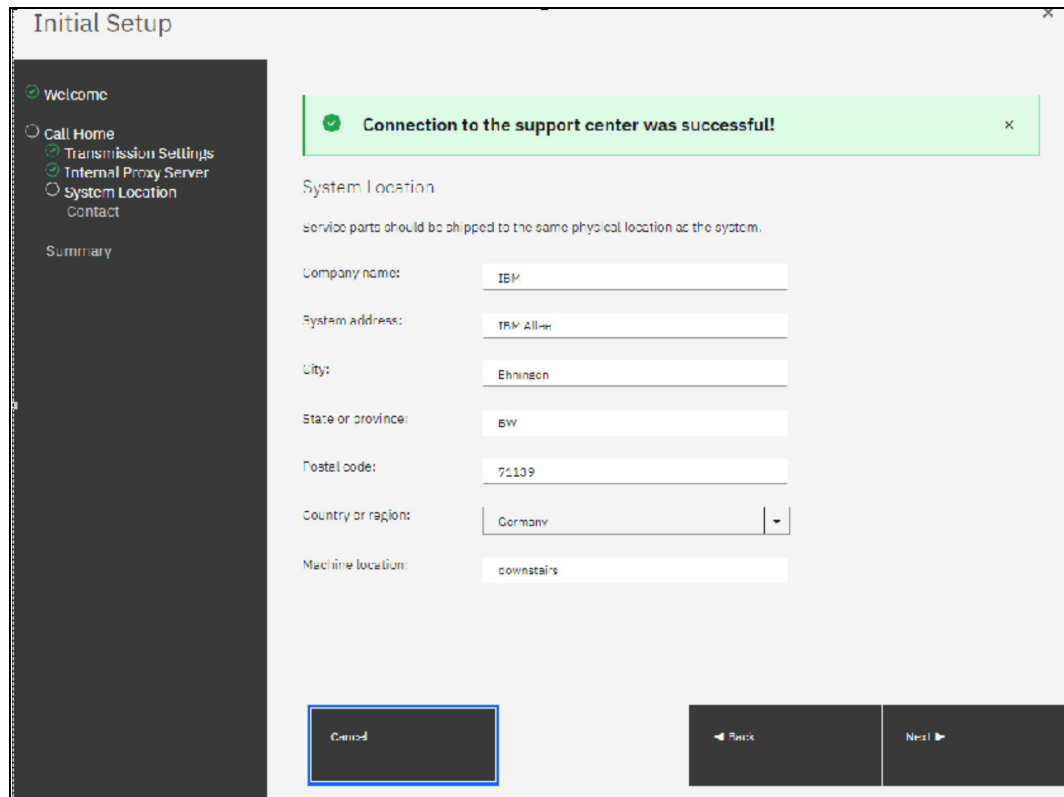 Initial Setup
Welcome
Call Home
Transmission Settings
Internal Proxy Server
System Location
Contact
Summary
Connection to the support center was successful!
System Location
Service parts should be shipped to the same physical location as the system.
Company name: IBM
System address: IBM Allee
City: Ehningen
State or province: BW
Postal code: 71139
Country or region: Germany
Machine location: downstairs
Cancel
Back
Next